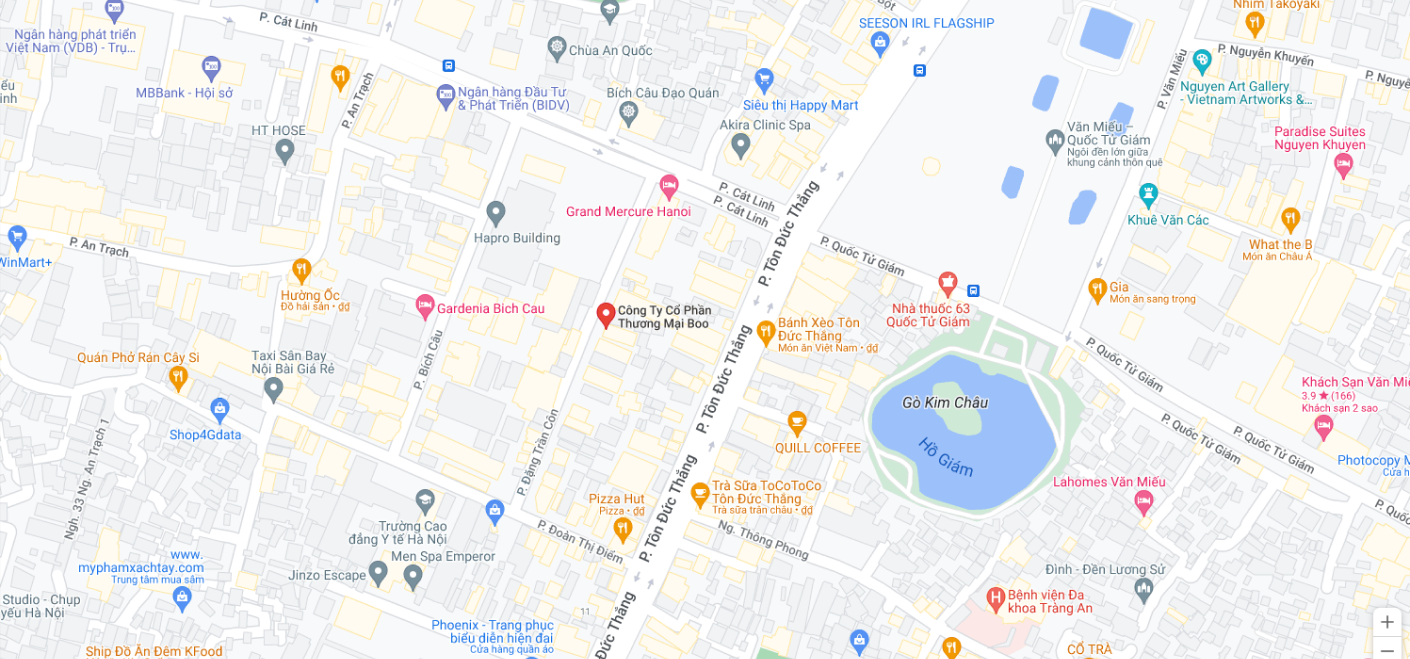 Ngân hàng phát triển
Việt Nam (VDB) - Trụ...
P. Cát Linh
SEESON IRL FLAGSHIP
Nhím Takoyaki
Chùa An Quốc
P. Nguyên Khuyến
MBBank - Hội sở
P. An Trạch
Ngân hàng Đầu Tư
& Phát Triển (BIDV)
Bích Câu Đạo Quán
Siêu thị Happy Mart
P. Văn Miếu
Nguyen Art Gallery
- Vietnam Artworks &...
P. Nguyê
HT HOSE
Akira Clinic Spa
Văn Miếu –
Quốc Tử Giám
Ngôi đền lớn giữa
khung cảnh thôn quê
Paradise Suites
Nguyen Khuyen
Grand Mercure Hanoi
P. Cát Linh
P. Cát Linh
P. Tôn Đức Thắng
Khuê Văn Các
WinMart+
P. An Trạch
Hapro Building
P. Quốc Tử Giám
What the B
Món ăn Châu Á
Hường Ốc
Đồ hải sản • ₫₫
Gardenia Bich Cau
Công Ty Cổ Phần
Thương Mại Boo
Nhà thuốc 63
Quốc Tử Giám
Gia
Món ăn sang trọng
Bánh Xèo Tôn
Đức Thắng
Món ăn Việt Nam • ₫₫
Quán Phở Rán Cây Si
Taxi Sân Bay
Nội Bài Giá Rẻ
P. Bích Câu
P. Tôn Đức Thắng
P. Quốc Tử Giám
Khách Sạn Văn Miế
3.9 ★ (166)
Khách sạn 2 sao
Gò Kim Châu
Shop4Gdata
Ngh. 33 Ng. An Trạch 1
P. Đặng Trần Côn
QUILL COFFEE
Hồ Giám
P. Quốc Tử Giám
P. Quốc Tử Giám
Photocopy M
Cửa h
Lahomes Văn Miếu
Pizza Hut
Pizza • ₫₫
P. Tôn Đức Thắng
Trà Sữa ToCoToCo
Tôn Đức Thắng
Trà sữa trân châu • ₫₫
Trường Cao
đẳng Y tế Hà Nội
P. Đoàn Thị Điểm
Ng. Thông Phong
www.
myphamxachtay.com
Trung tâm mua sắm
Men Spa Emperor
Jinzo Escape
Đình - Đền Lương Sử
Studio - Chụp
yếu Hà Nội
11
Bệnh viện Đa
khoa Tràng An
Phoenix - Trang phục
biểu diễn hiện đại
Cửa hàng quần áo
Đức Thắng
Ship Đồ Ăn Đêm KFood
CỔ TRÀ